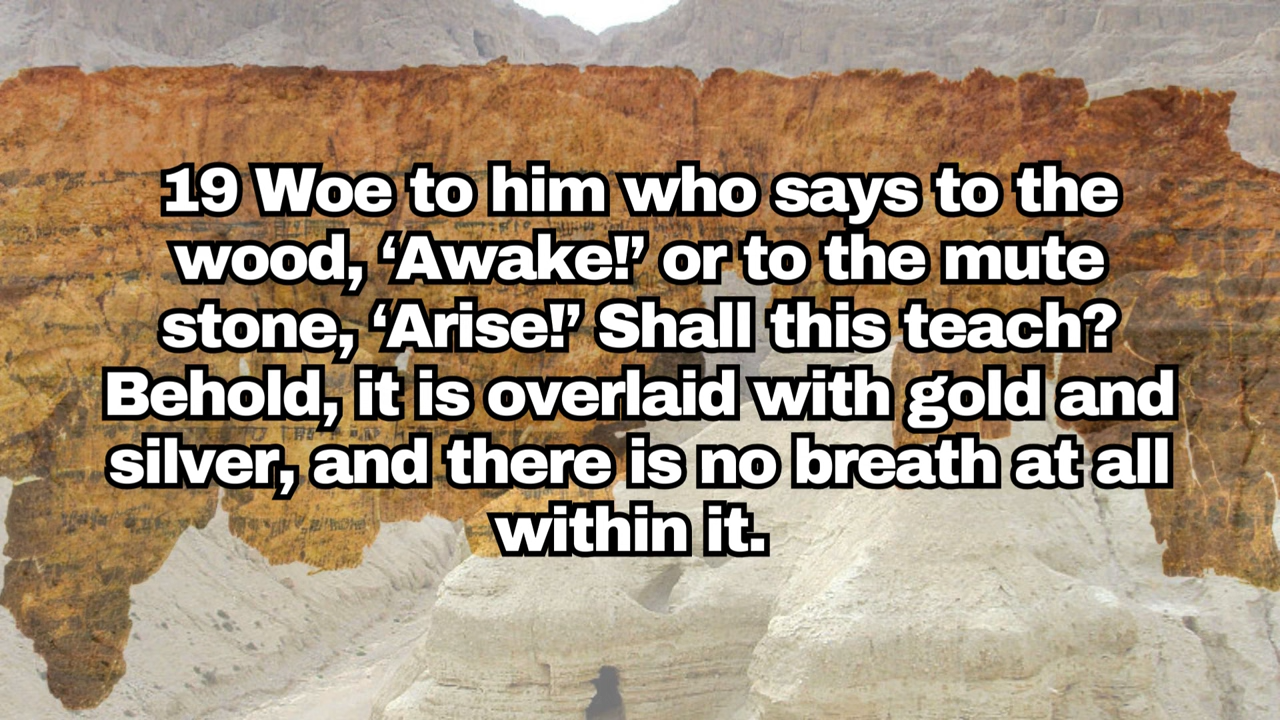 19 Woe to him who says to the
wood, ‘Awake!’ or to the mute
stone, ‘Arise!’ Shall this teach?
Behold, it is overlaid with gold and
silver, and there is no breath at all
within it.